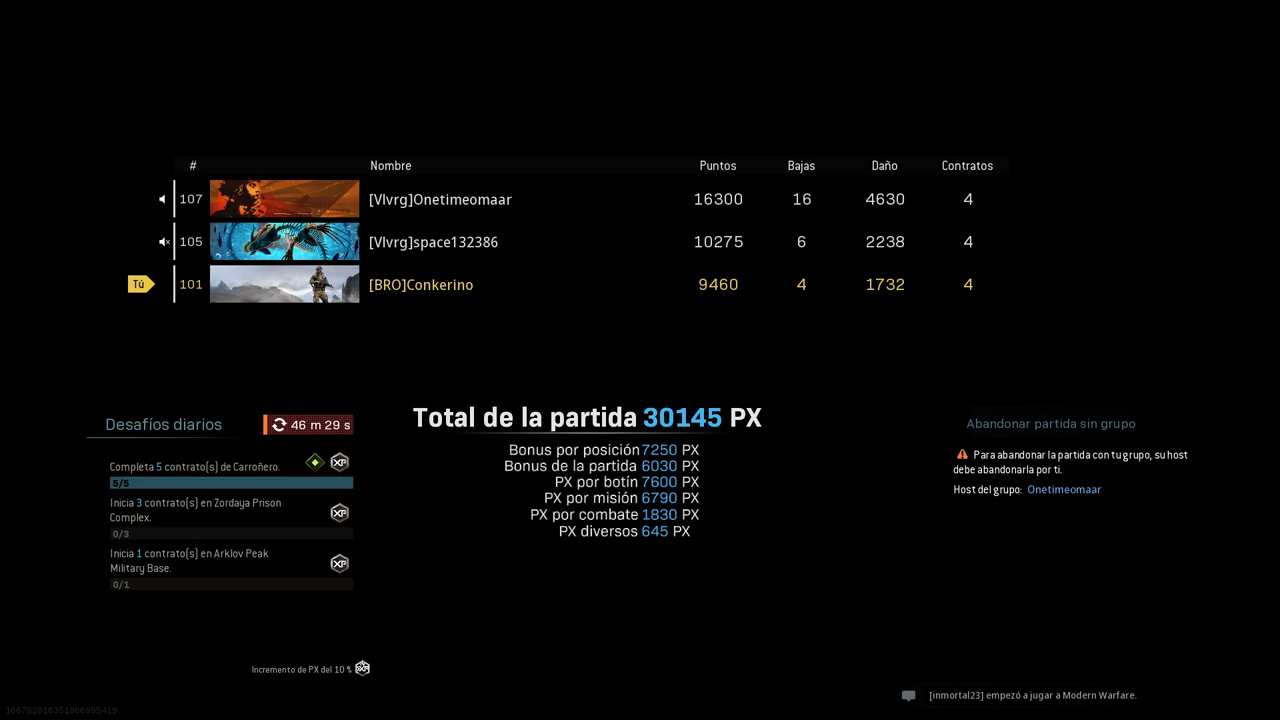 # Nombre Puntos Bajas Daño Contratos
107 [Vlvrg]Onetimeomaar 16300 16 4630 4
105 [Vlvrg]space132386 10275 6 2238 4
Tú 101 [BRO]Conkerino 9460 4 1732 4
Desafíos diarios 46 m 29 s
Completa 5 contrato(s) de Carroñero. XP
5/5
Inicia 3 contrato(s) en Zordaya Prison
Complex. XP
0/3
Inicia 1 contrato(s) en Arklov Peak
Military Base. XP
0/1
Total de la partida 30145 PX
Bonus por posición 7250 PX
Bonus de la partida 6030 PX
PX por botín 7600 PX
PX por misión 6790 PX
PX por combate 1830 PX
PX diversos 645 PX
Abandonar partida sin grupo
Para abandonar la partida con tu grupo, su host
debe abandonarla por ti.
Host del grupo: Onetimeomaar
Incremento de PX del 10 %
[inmortal23] empezó a jugar a Modern Warfare.